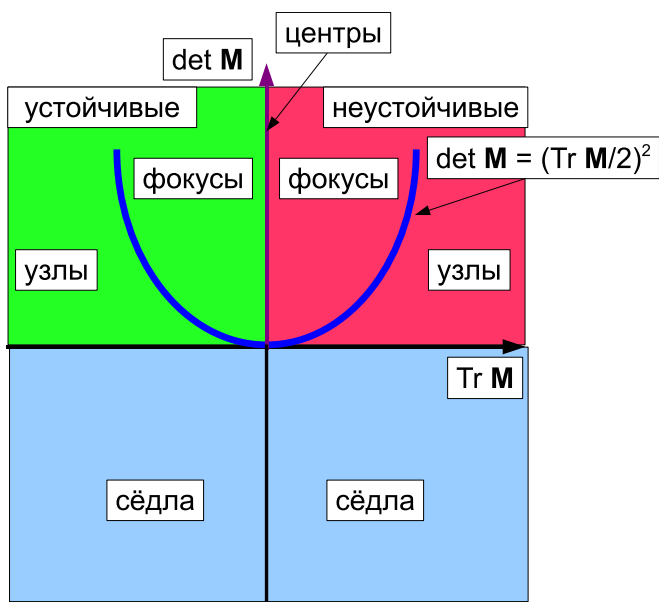 центры
det M
устойчивые
неустойчивые
det M = (Tr M/2)²
фокусы
фокусы
узлы
узлы
Tr M
сёдла
сёдла